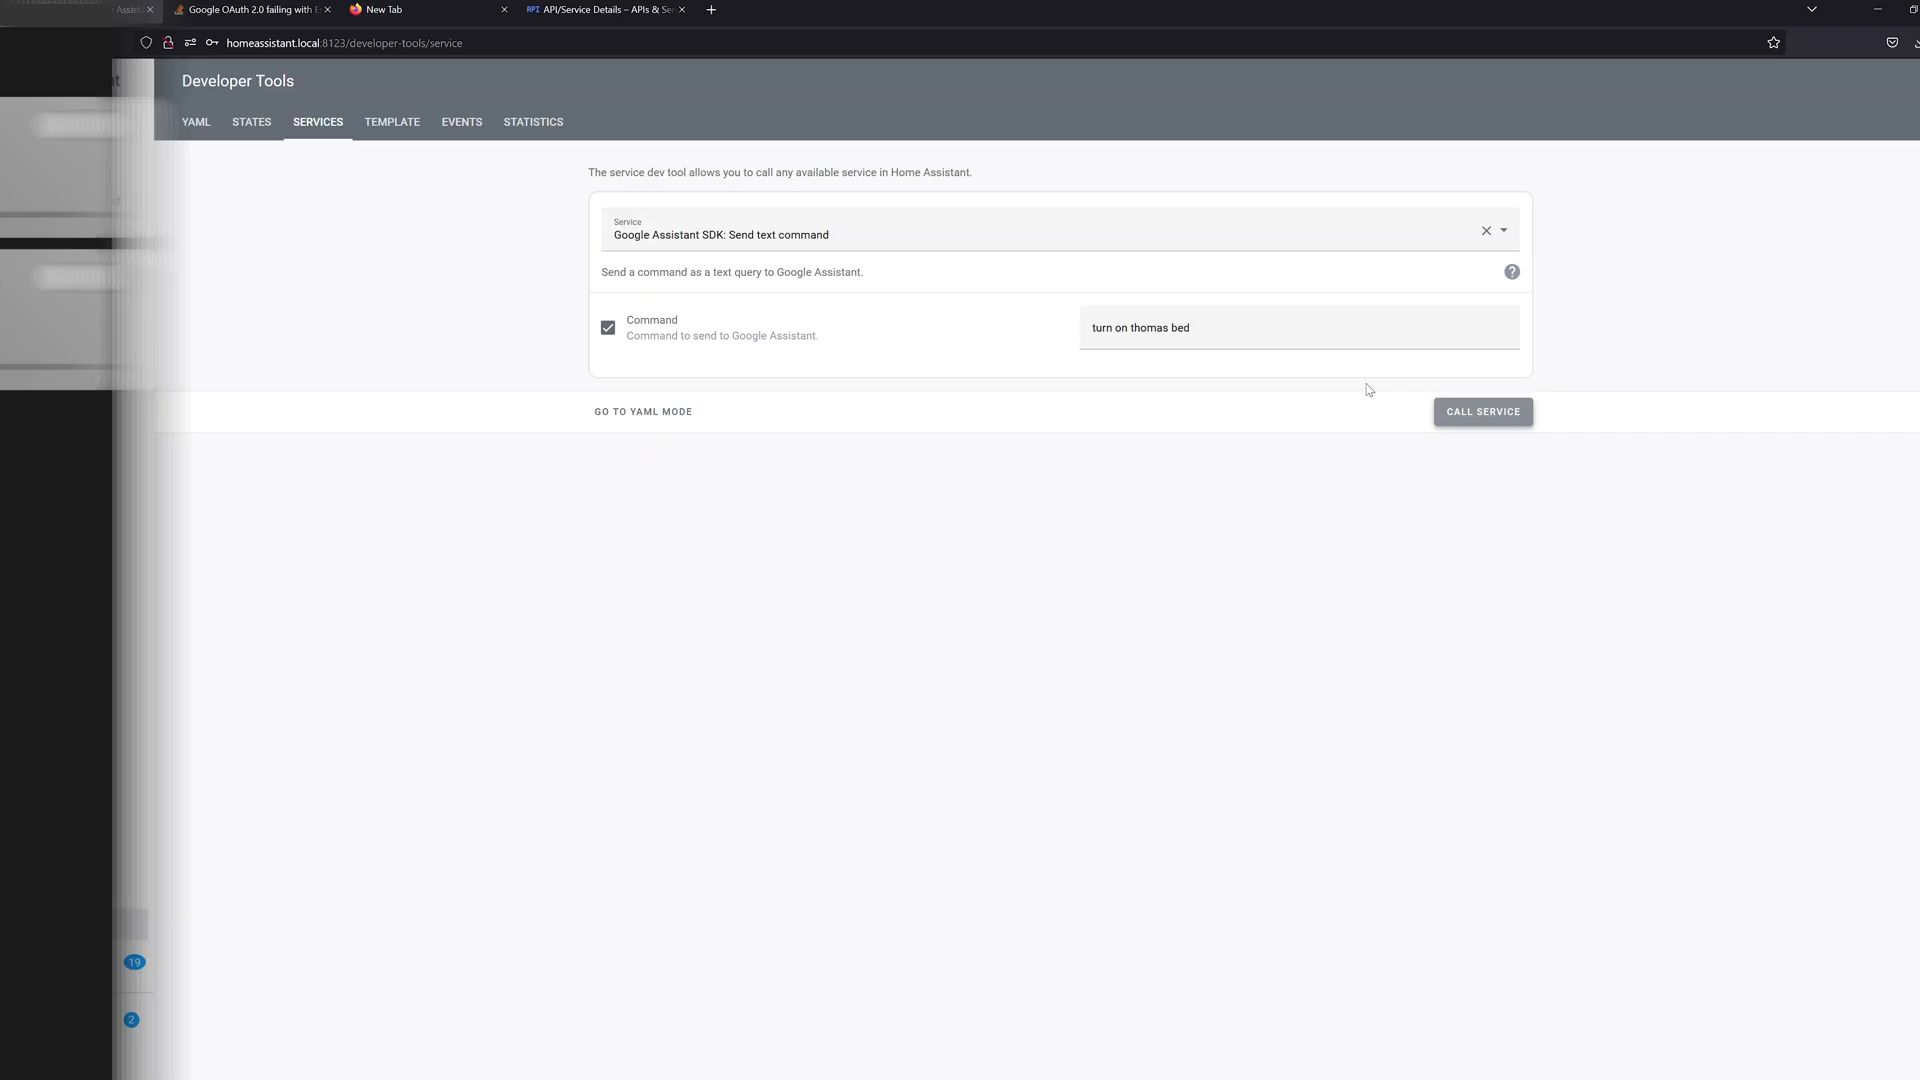 Assist
Google OAuth 2.0 failing with
New Tab
API API/Service Details – APIs & Ser
homeassistant.local:8123/developer-tools/service
Developer Tools
YAML
STATES
SERVICES
TEMPLATE
EVENTS
STATISTICS
The service dev tool allows you to call any available service in Home Assistant.
Service
Google Assistant SDK: Send text command
Send a command as a text query to Google Assistant.
Command
Command to send to Google Assistant.
turn on thomas bed
GO TO YAML MODE
CALL SERVICE
19
2